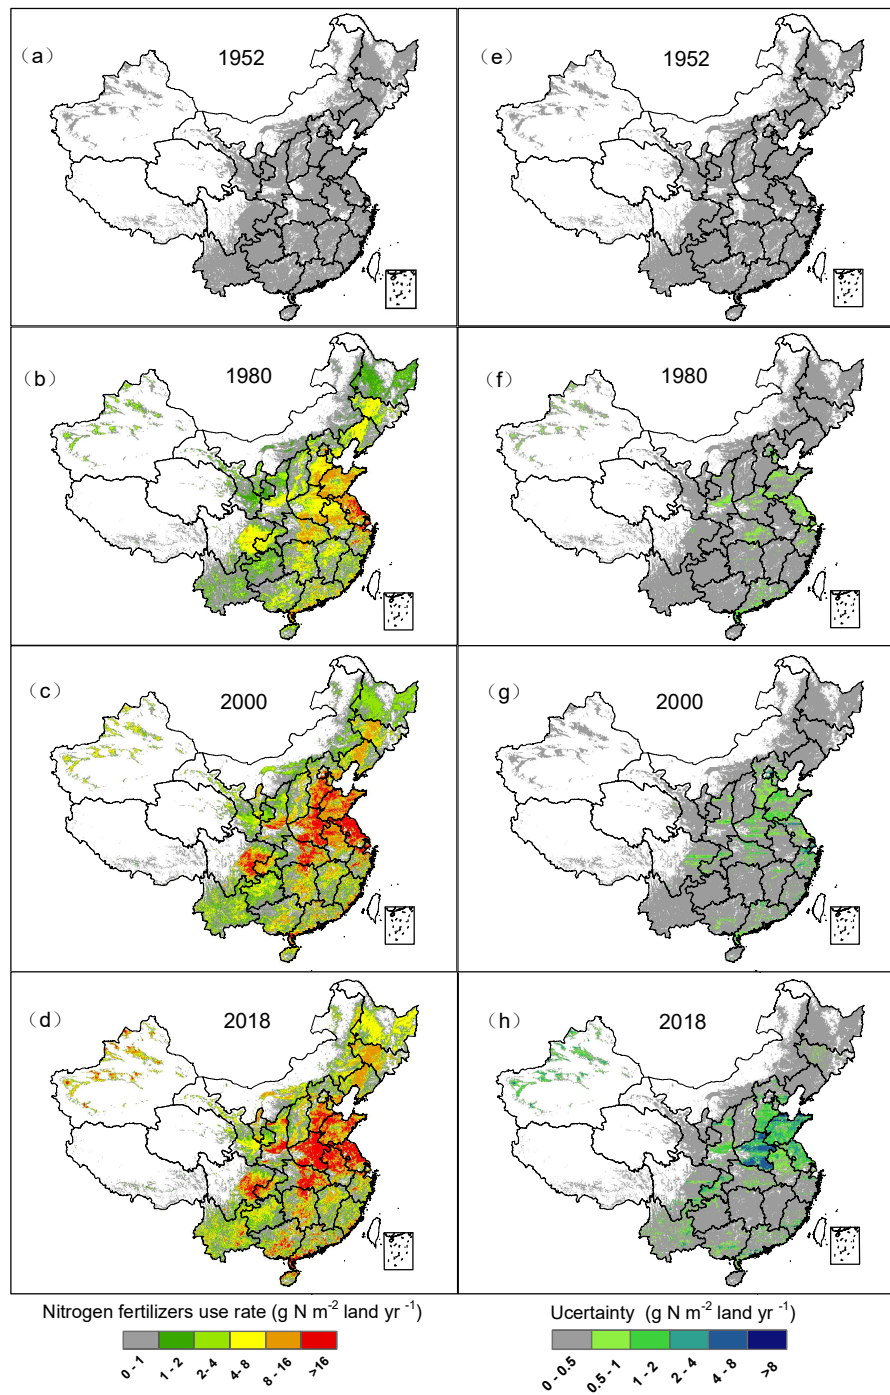 (a) 1952
(e) 1952
(b) 1980
(f) 1980
(c) 2000
(g) 2000
(d) 2018
(h) 2018
Nitrogen fertilizers use rate (g N m⁻² land yr ⁻¹)
0 - 1 1 - 2 2- 4 4 - 8 8 - 16 >16
Ucertainty (g N m⁻² land yr ⁻¹)
0 - 0.5 0.5 - 1 1 - 2 2 - 4 4 - 8 >8